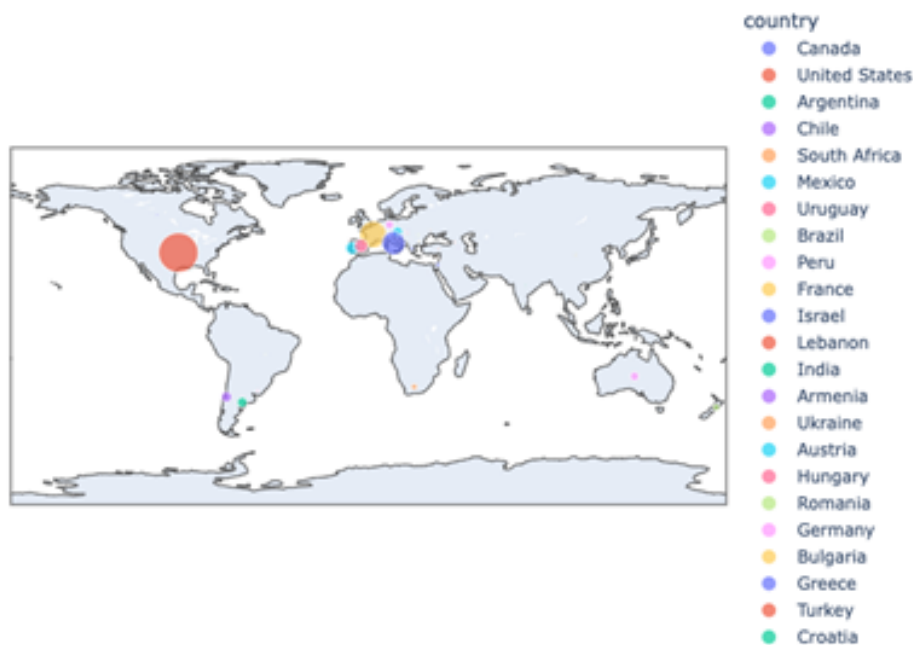 country
Canada
United States
Argentina
Chile
South Africa
Mexico
Uruguay
Brazil
Peru
France
Israel
Lebanon
India
Armenia
Ukraine
Austria
Hungary
Romania
Germany
Bulgaria
Greece
Turkey
Croatia